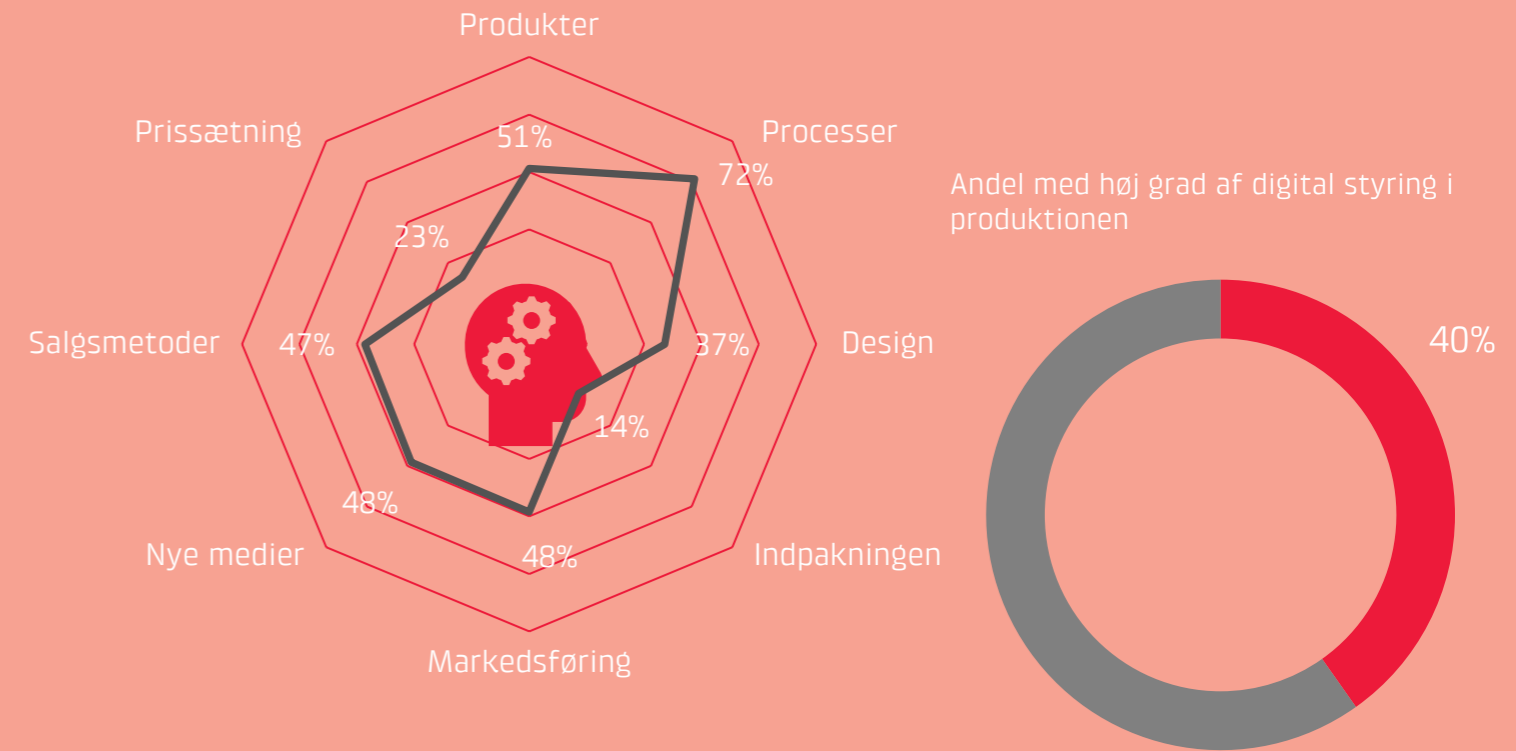 Produkter
Prissætning
Processer
51%
72%
23%
Salgsmetoder
47%
37%
Design
14%
48%
48%
Nye medier
Indpakningen
Markedsføring
Andel med høj grad af digital styring i
produktionen
40%